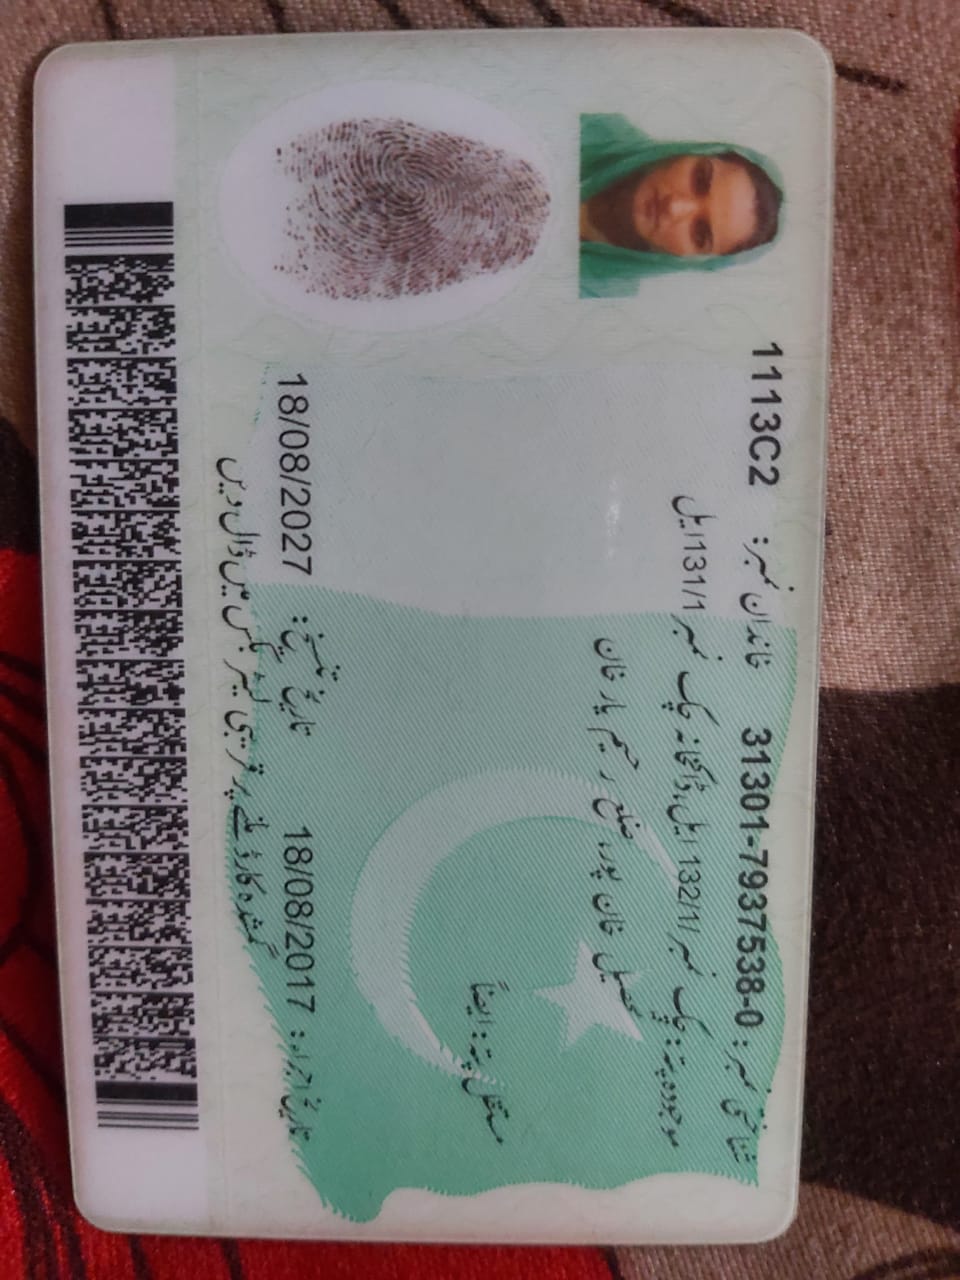 شناختی نمبر: 31301-7937538-0 خاندان نمبر: 1113C2
موجودہ پتہ: چک نمبر 132/1 ایل، ڈاکخانہ چک نمبر 131/1 ایل،
تحصیل خان پور، ضلع رحیم یار خان
مستقل پتہ: ایضاً
تاریخ اجراء: 18/08/2017 تاریخ تنسیخ: 18/08/2027
گمشدہ کارڈ ملنے پر قریبی لیٹر بکس میں ڈال دیں